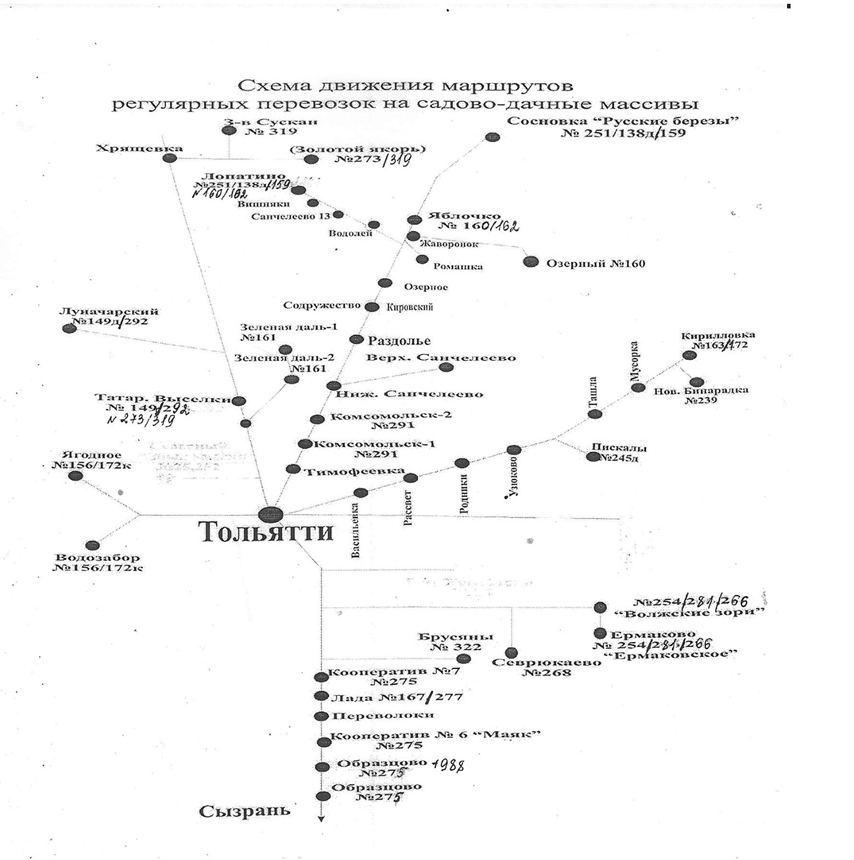 Схема движения маршрутов
регулярных перевозок на садово-дачные массивы
З-в Сускан
№ 319
Сосновка “Русские березы”
№ 251/138д/159
Хрящевка
(Золотой якорь)
№273/319
Лопатино
№251/138д/159
N 160/162
Вишняки
Санчелеево 13
Водолей
Яблочко
№ 160/162
Жаворонок
Ромашка
Озерный №160
Озерное
Содружество
Кировский
Луначарский
№149д/292
Зеленая даль-1
№161
Зеленая даль-2
№161
Раздолье
Верх. Санчелеево
Ниж. Санчелеево
Кирилловка
№163/172
Мусорка
Нов. Бинарадка
№239
Ташла
Татар. Выселки
№ 149/292
N 273/319
Комсомольск-2
№291
Комсомольск-1
№291
Тимофеевка
Пискалы
№245д
Ягодное
№156/172к
Узюково
Родники
Рассвет
Васильевка
Тольятти
Водозабор
№156/172к
№254/281/266
“Волжские зори”
Ермаково
№ 254/281/266
“Ермаковское”
Брусяны
№ 322
Севрюкаево
№268
Кооператив №7
№275
Лада №167/277
Переволоки
Кооператив № 6 “Маяк”
№275
Образцово 1988
№275
Образцово
№275
Сызрань